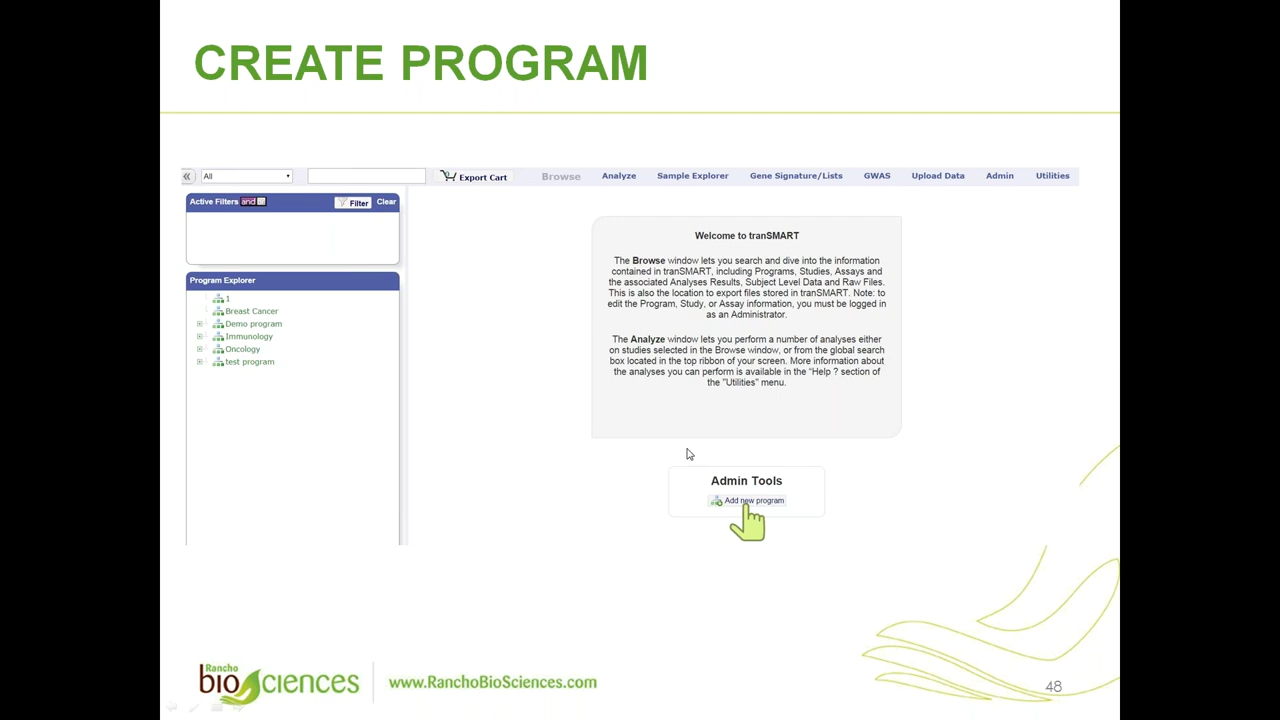 CREATE PROGRAM
All
Export Cart
Browse
Analyze
Sample Explorer
Gene Signature/Lists
GWAS
Upload Data
Admin
Utilities
Active Filters and
Filter
Clear
Program Explorer
1
Breast Cancer
Demo program
Immunology
Oncology
test program
Welcome to tranSMART
The Browse window lets you search and dive into the information
contained in tranSMART, including Programs, Studies, Assays and
the associated Analyses Results, Subject Level Data and Raw Files.
This is also the location to export files stored in tranSMART. Note: to
edit the Program, Study, or Assay information, you must be logged in
as an Administrator.
The Analyze window lets you perform a number of analyses either
on studies selected in the Browse window, or from the global search
box located in the top ribbon of your screen. More information about
the analyses you can perform is available in the "Help ? section of
the "Utilities" menu.
Admin Tools
Add new program
Rancho
bioSciences
www.RanchoBioSciences.com
48